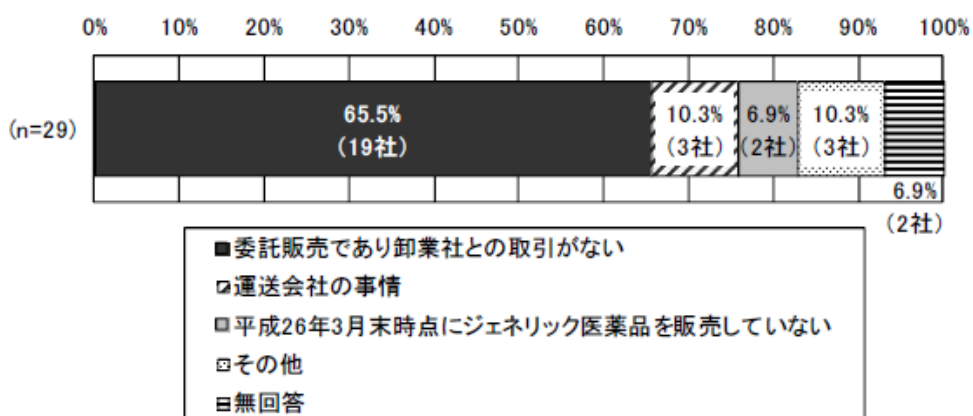 0% 10% 20% 30% 40% 50% 60% 70% 80% 90% 100%
(n=29)
65.5% 10.3% 6.9% 10.3%
(19社) (3社) (2社) (3社)
6.9%
(2社)
委託販売であり卸業社との取引がない
運送会社の事情
平成26年3月末時点にジェネリック医薬品を販売していない
その他
無回答